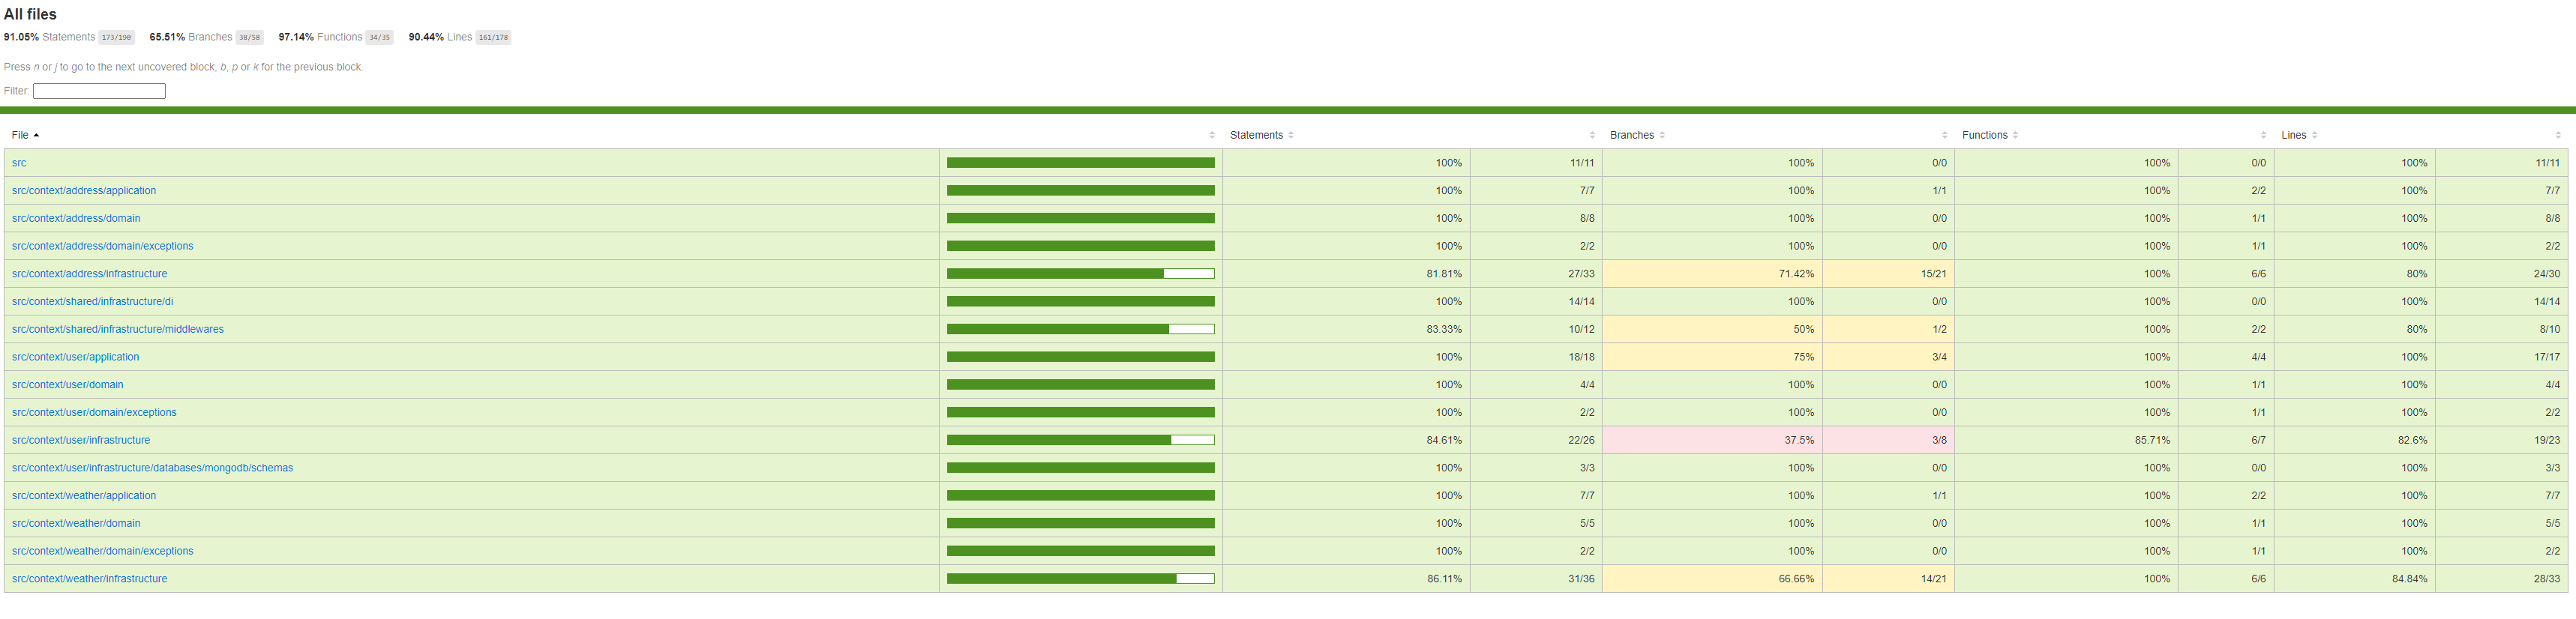 All files
91.05% Statements 173/190 65.51% Branches 38/58 97.14% Functions 34/35 90.44% Lines 161/178
Press n or j to go to the next uncovered block, b, p or k for the previous block.
Filter:
File Statements Branches Functions Lines
src 100% 11/11 100% 0/0 100% 0/0 100% 11/11
src/context/address/application 100% 7/7 100% 1/1 100% 2/2 100% 7/7
src/context/address/domain 100% 8/8 100% 0/0 100% 1/1 100% 8/8
src/context/address/domain/exceptions 100% 2/2 100% 0/0 100% 1/1 100% 2/2
src/context/address/infrastructure 81.81% 27/33 71.42% 15/21 100% 6/6 80% 24/30
src/context/shared/infrastructure/di 100% 14/14 100% 0/0 100% 0/0 100% 14/14
src/context/shared/infrastructure/middlewares 83.33% 10/12 50% 1/2 100% 2/2 80% 8/10
src/context/user/application 100% 18/18 75% 3/4 100% 4/4 100% 17/17
src/context/user/domain 100% 4/4 100% 0/0 100% 1/1 100% 4/4
src/context/user/domain/exceptions 100% 2/2 100% 0/0 100% 1/1 100% 2/2
src/context/user/infrastructure 84.61% 22/26 37.5% 3/8 85.71% 6/7 82.6% 19/23
src/context/user/infrastructure/databases/mongodb/schemas 100% 3/3 100% 0/0 100% 0/0 100% 3/3
src/context/weather/application 100% 7/7 100% 1/1 100% 2/2 100% 7/7
src/context/weather/domain 100% 5/5 100% 0/0 100% 1/1 100% 5/5
src/context/weather/domain/exceptions 100% 2/2 100% 0/0 100% 1/1 100% 2/2
src/context/weather/infrastructure 86.11% 31/36 66.66% 14/21 100% 6/6 84.84% 28/33